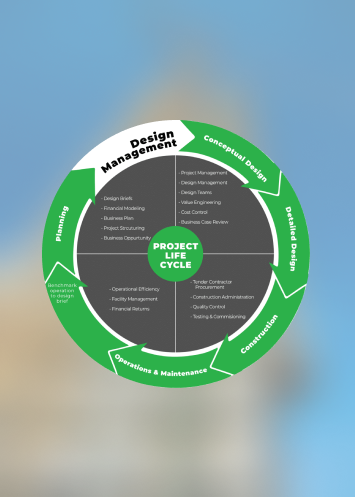 Design
Management
Conceptual Design
Detailed Design
Construction
Operations & Maintenance
Benchmark
operation
to design
brief
Planning
- Design Briefs
- Financial Modeling
- Business Plan
- Project Structuring
- Business Opportunity
- Project Management
- Design Management
- Design Teams
- Value Engineering
- Cost Control
- Business Case Review
PROJECT
LIFE
CYCLE
- Operational Efficiency
- Facility Management
- Financial Returns
- Tender Contractor
Procurement
- Construction Administration
- Quality Control
- Testing & Commissioning